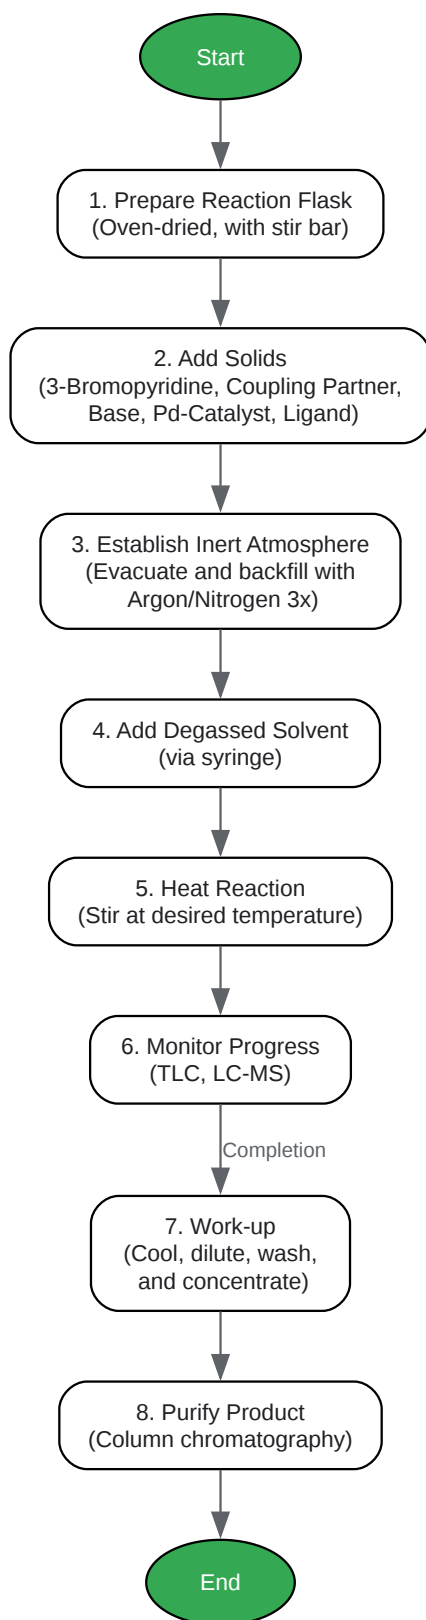 Start
1. Prepare Reaction Flask
(Oven-dried, with stir bar)
2. Add Solids
(3-Bromopyridine, Coupling Partner,
Base, Pd-Catalyst, Ligand)
3. Establish Inert Atmosphere
(Evacuate and backfill with
Argon/Nitrogen 3x)
4. Add Degassed Solvent
(via syringe)
5. Heat Reaction
(Stir at desired temperature)
6. Monitor Progress
(TLC, LC-MS)
Completion
7. Work-up
(Cool, dilute, wash,
and concentrate)
8. Purify Product
(Column chromatography)
End